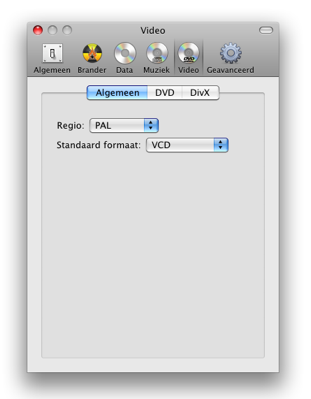 Video
Algemeen Brander Data Muziek Video Geavanceerd
Algemeen DVD DivX
Regio: PAL
Standaard formaat: VCD